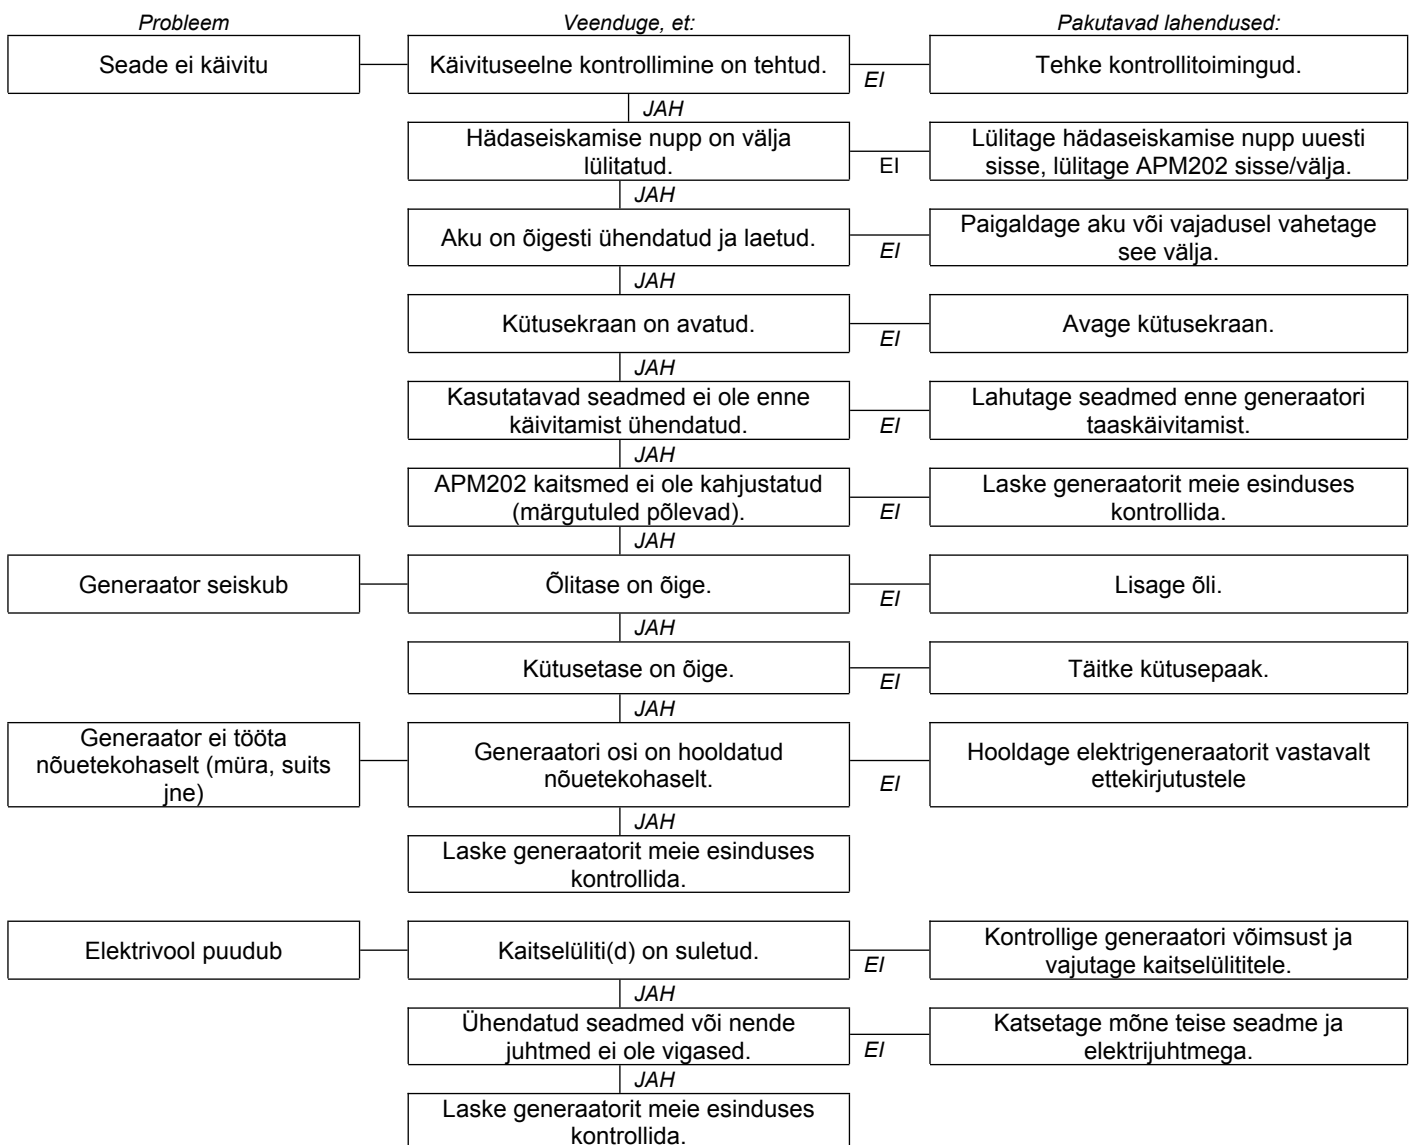 Probleem
Veenduge, et:
Pakutavad lahendused:
Seade ei käivitu
Käivituseelne kontrollimine on tehtud.
EI
Tehke kontrollitoimingud.
JAH
Hädaseiskamise nupp on välja
lülitatud.
EI
Lülitage hädaseiskamise nupp uuesti
sisse, lülitage APM202 sisse/välja.
JAH
Aku on õigesti ühendatud ja laetud.
EI
Paigaldage aku või vajadusel vahetage
see välja.
JAH
Kütusekraan on avatud.
EI
Avage kütusekraan.
JAH
Kasutatavad seadmed ei ole enne
käivitamist ühendatud.
EI
Lahutage seadmed enne generaatori
taaskäivitamist.
JAH
APM202 kaitsmed ei ole kahjustatud
(märgutuled põlevad).
EI
Laske generaatorit meie esinduses
kontrollida.
JAH
Generaator seiskub
Õlitase on õige.
EI
Lisage õli.
JAH
Kütusetase on õige.
EI
Täitke kütusepaak.
JAH
Generaator ei tööta
nõuetekohaselt (müra, suits
jne)
Generaatori osi on hooldatud
nõuetekohaselt.
EI
Hooldage elektrigeneraatorit vastavalt
ettekirjutustele
JAH
Laske generaatorit meie esinduses
kontrollida.
Elektrivool puudub
Kaitselüliti(d) on suletud.
EI
Kontrollige generaatori võimsust ja
vajutage kaitselülititele.
JAH
Ühendatud seadmed või nende
juhtmed ei ole vigased.
EI
Katsetage mõne teise seadme ja
elektrijuhtmega.
JAH
Laske generaatorit meie esinduses
kontrollida.